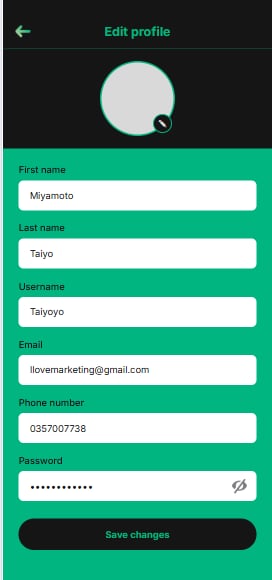 Edit profile
First name
Miyamoto
Last name
Taiyo
Username
Taiyoyo
Email
llovemarketing@gmail.com
Phone number
0357007738
Password
••••••••••••
Save changes